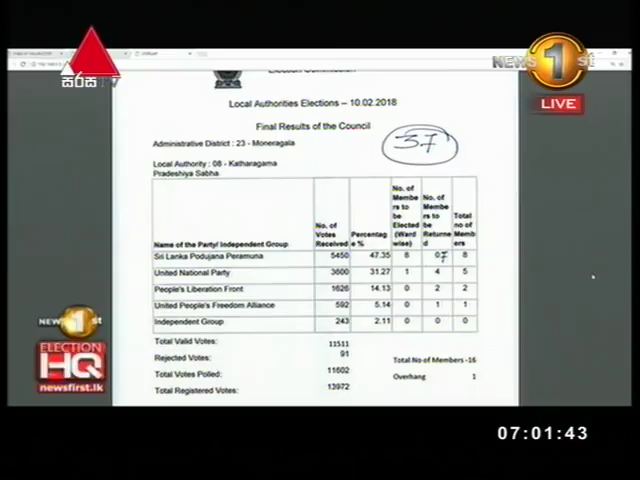 සිරස TV
NEWS 1st
LIVE
Election Commission
Local Authorities Elections – 10.02.2018
Final Results of the Council
37
Administrative District : 23 - Moneragala
Local Authority : 08 - Katharagama
Pradeshiya Sabha
Name of the Party/ Independent Group No. of Votes Received Percentage % No. of Members to be Elected (Ward wise) No. of Members to be Returned Total no of Members
Sri Lanka Podujana Peramuna 5450 47.35 8 0 8
United National Party 3600 31.27 1 4 5
People's Liberation Front 1626 14.13 0 2 2
United People's Freedom Alliance 592 5.14 0 1 1
Independent Group 243 2.11 0 0 0
Total Valid Votes: 11511
Rejected Votes: 91
Total No of Members -16
Total Votes Polled: 11602
Overhang 1
Total Registered Votes: 13972
NEWS 1st
ELECTION
HQ
newsfirst.lk
07:01:43